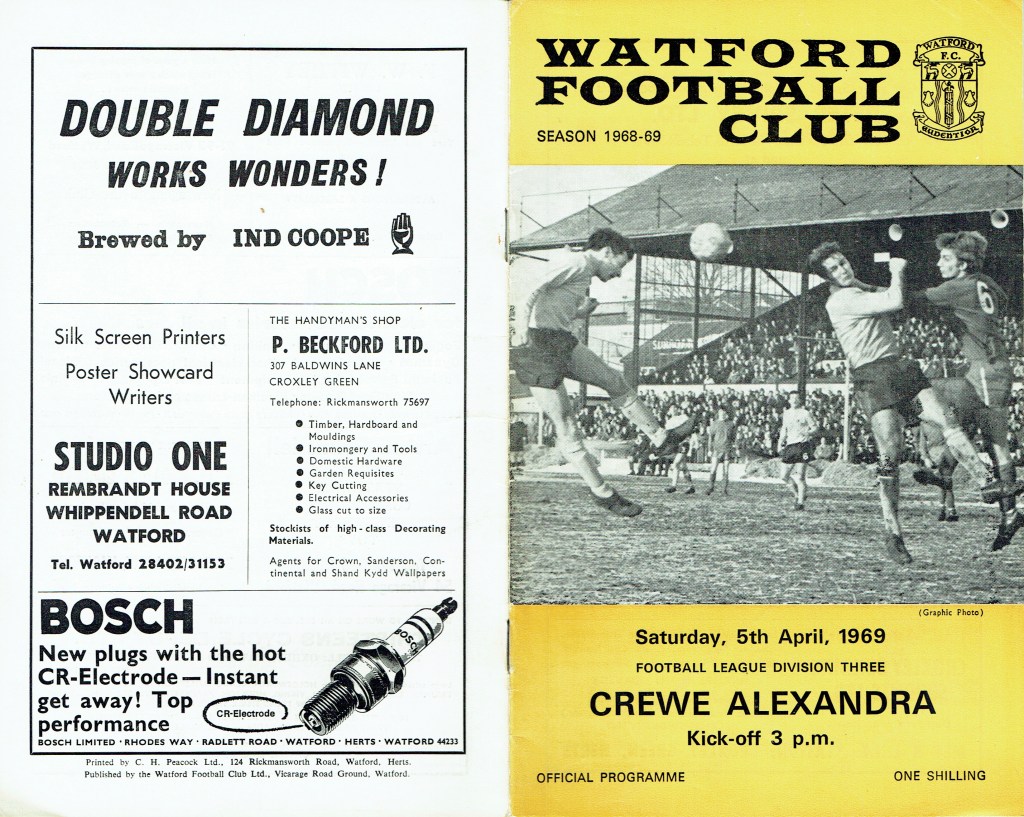 DOUBLE DIAMOND
WORKS WONDERS!
Brewed by IND COOPE
Silk Screen Printers
Poster Showcard
Writers
STUDIO ONE
REMBRANDT HOUSE
WHIPPENDELL ROAD
WATFORD
Tel. Watford 28402/31153
THE HANDYMAN'S SHOP
P. BECKFORD LTD.
307 BALDWINS LANE
CROXLEY GREEN
Telephone: Rickmansworth 75697
● Timber, Hardboard and
Mouldings
● Ironmongery and Tools
● Domestic Hardware
● Garden Requisites
● Key Cutting
● Electrical Accessories
● Glass cut to size
Stockists of high-class Decorating
Materials.
Agents for Crown, Sanderson, Con-
tinental and Shand Kydd Wallpapers
BOSCH
New plugs with the hot
CR-Electrode—Instant
get away! Top
performance
CR-Electrode
BOSCH
BOSCH LIMITED · RHODES WAY · RADLETT ROAD · WATFORD · HERTS · WATFORD 44233
Printed by C. H. Peacock Ltd., 124 Rickmansworth Road, Watford, Herts.
Published by the Watford Football Club Ltd., Vicarage Road Ground, Watford.
WATFORD
FOOTBALL
CLUB
SEASON 1968-69
WATFORD
F.C.
AUDENTIOR
6
6
(Graphic Photo)
Saturday, 5th April, 1969
FOOTBALL LEAGUE DIVISION THREE
CREWE ALEXANDRA
Kick-off 3 p.m.
OFFICIAL PROGRAMME
ONE SHILLING